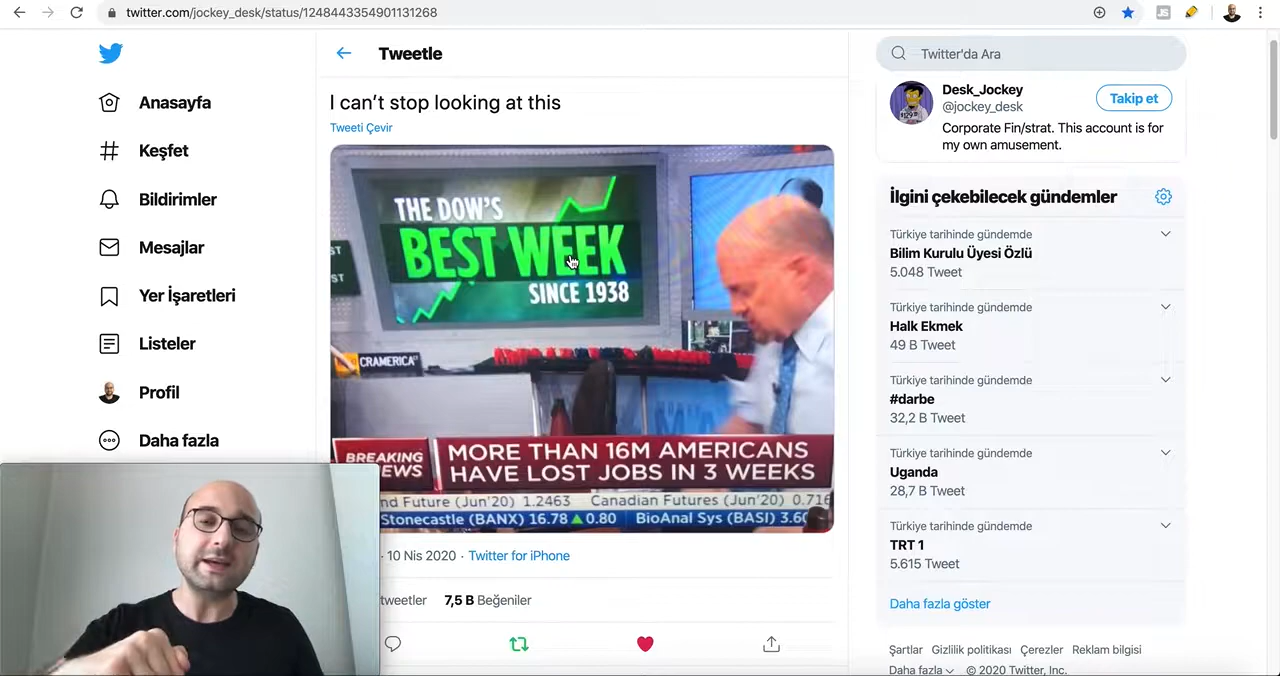 twitter.com/jockey_desk/status/1248443354901131268
Anasayfa
Keşfet
Bildirimler
Mesajlar
Yer İşaretleri
Listeler
Profil
Daha fazla
Tweetle
I can't stop looking at this
Tweeti Çevir
THE DOW'S
BEST WEEK
SINCE 1938
CRAMERICA
BREAKING
MORE THAN 16M AMERICANS
HAVE LOST JOBS IN 3 WEEKS
Future (Jun'20) 1.2463 Canadian Futures (Jun'20)
Stonecastle (BANX) 16.78 ▲ 0.80 BioAnal Sys (BASI)
· 10 Nis 2020 · Twitter for iPhone
7,5 B Beğeniler
Twitter'da Ara
Desk_Jockey
@jockey_desk
Takip et
Corporate Fin/strat. This account is for
my own amusement.
İlgini çekebilecek gündemler
Türkiye tarihinde gündemde
Bilim Kurulu Üyesi Özlü
5.048 Tweet
Türkiye tarihinde gündemde
Halk Ekmek
49 B Tweet
Türkiye tarihinde gündemde
#darbe
32,2 B Tweet
Türkiye tarihinde gündemde
Uganda
28,7 B Tweet
Türkiye tarihinde gündemde
TRT 1
5.615 Tweet
Daha fazla göster
Şartlar Gizlilik politikası Çerezler Reklam bilgisi
Daha fazla © 2020 Twitter, Inc.